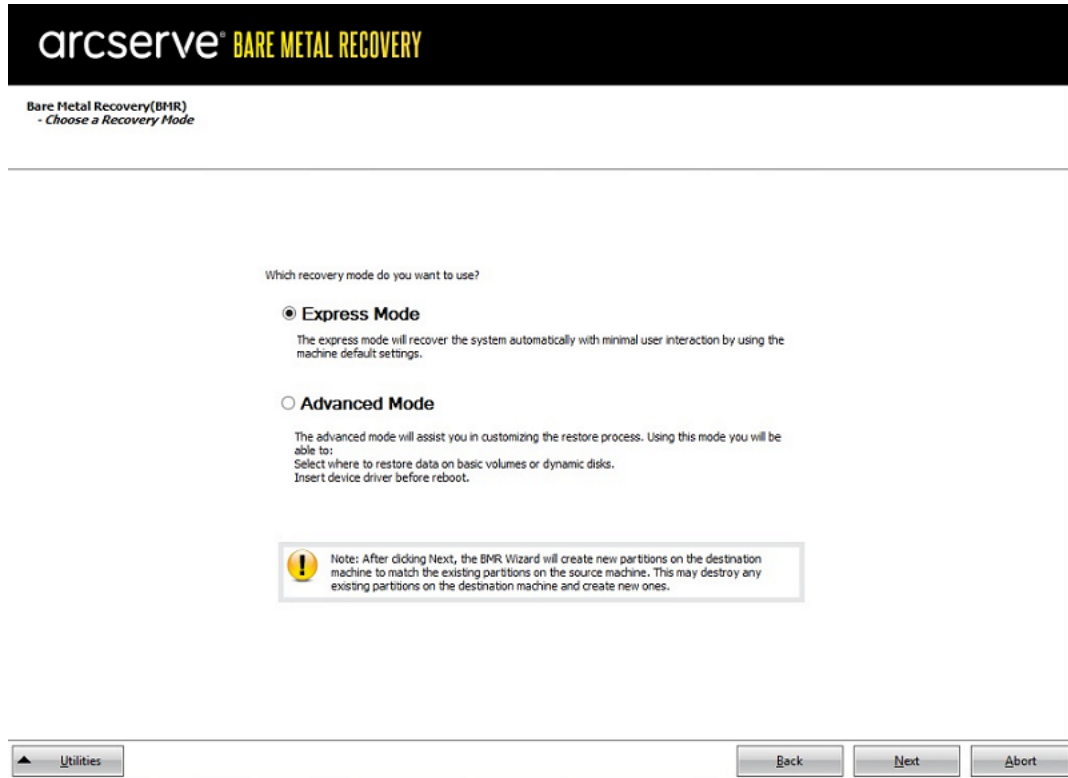 arcserve® BARE METAL RECOVERY
Bare Metal Recovery(BMR)
- Choose a Recovery Mode
Which recovery mode do you want to use?
Express Mode
The express mode will recover the system automatically with minimal user interaction by using the
machine default settings.
Advanced Mode
The advanced mode will assist you in customizing the restore process. Using this mode you will be
able to:
Select where to restore data on basic volumes or dynamic disks.
Insert device driver before reboot.
Note: After clicking Next, the BMR Wizard will create new partitions on the destination
machine to match the existing partitions on the source machine. This may destroy any
existing partitions on the destination machine and create new ones.
Utilities
Back
Next
Abort